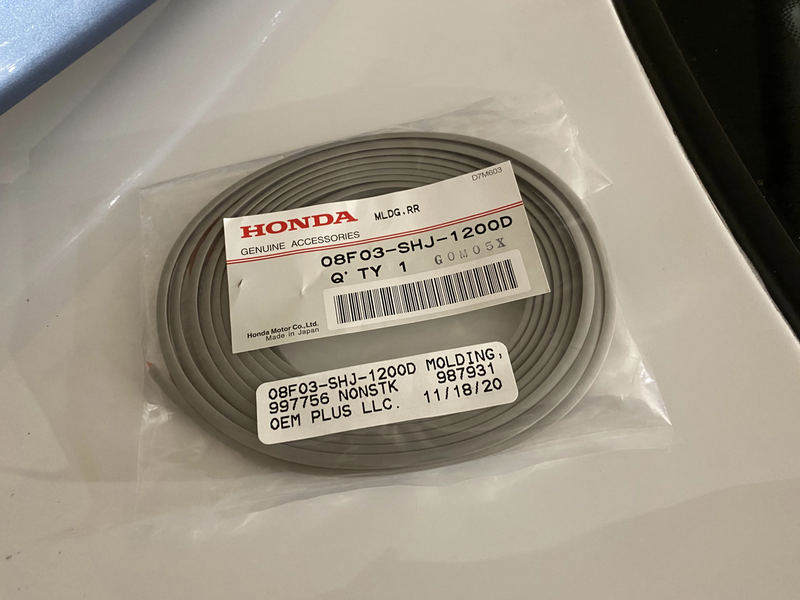 D7M603
HONDA MLDG,RR
GENUINE ACCESSORIES
08F03-SHJ-1200D
Q'TY 1 G0M05X
Honda Motor Co.,Ltd.
Made in Japan
08F03-SHJ-1200D MOLDING,
997756 NONSTK 987931
OEM PLUS LLC. 11/18/20